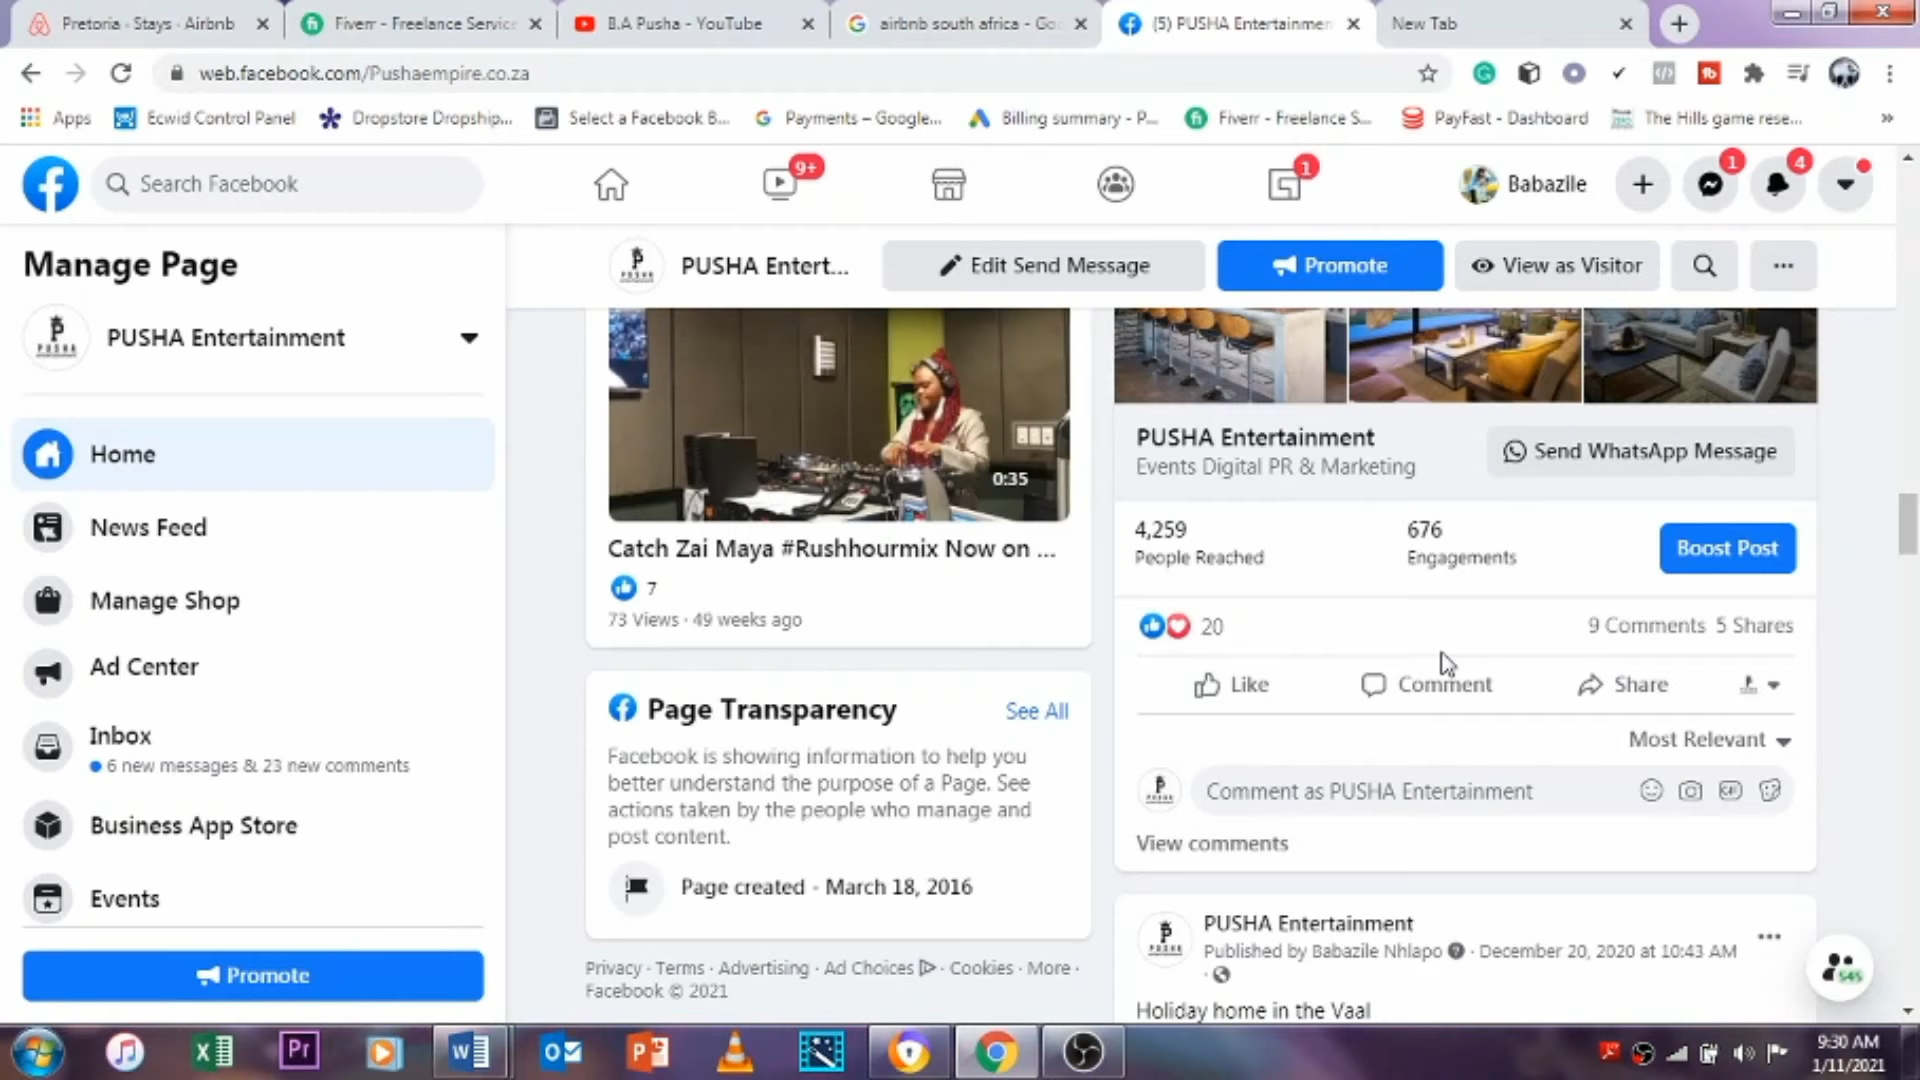 Pretoria · Stays · Airbnb
Fiverr - Freelance Service
B.A Pusha - YouTube
airbnb south africa - Go
(5) PUSHA Entertainmen
New Tab
web.facebook.com/Pushaempire.co.za
Apps
Ecwid Control Panel
Dropstore Dropship...
Select a Facebook B...
Payments – Google...
Billing summary - P...
Fiverr - Freelance S...
PayFast - Dashboard
The Hills game rese...
»
Search Facebook
9+
1
Babazile
1
4
Manage Page
PUSHA Entertainment
Home
News Feed
Manage Shop
Ad Center
Inbox
6 new messages & 23 new comments
Business App Store
Events
Promote
PUSHA Entert...
Edit Send Message
Promote
View as Visitor
0:35
Catch Zai Maya #Rushhourmix Now on ...
7
73 Views · 49 weeks ago
Page Transparency
See All
Facebook is showing information to help you
better understand the purpose of a Page. See
actions taken by the people who manage and
post content.
Page created - March 18, 2016
Privacy · Terms · Advertising · Ad Choices · Cookies · More ·
Facebook © 2021
PUSHA Entertainment
Events Digital PR & Marketing
Send WhatsApp Message
4,259
People Reached
676
Engagements
Boost Post
20
9 Comments 5 Shares
Like
Comment
Share
Most Relevant
Comment as PUSHA Entertainment
GIF
View comments
PUSHA Entertainment
Published by Babazile Nhlapo · December 20, 2020 at 10:43 AM
·
Holiday home in the Vaal
545
Pr
9:30 AM
1/11/2021